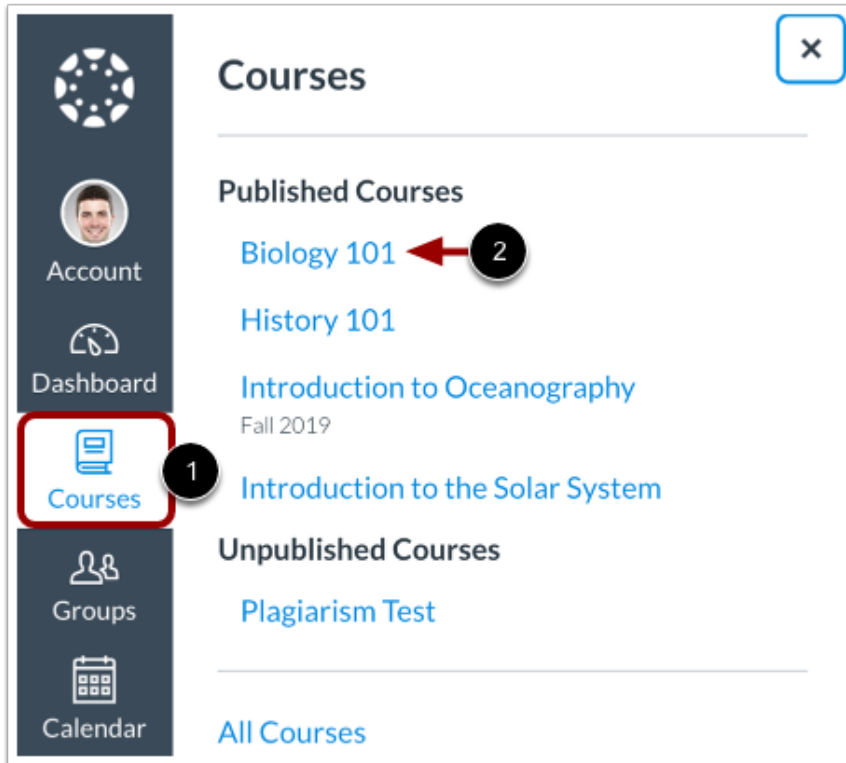 Courses
×
Account
Dashboard
Courses
1
Groups
Calendar
Published Courses
Biology 101
2
History 101
Introduction to Oceanography
Fall 2019
Introduction to the Solar System
Unpublished Courses
Plagiarism Test
All Courses